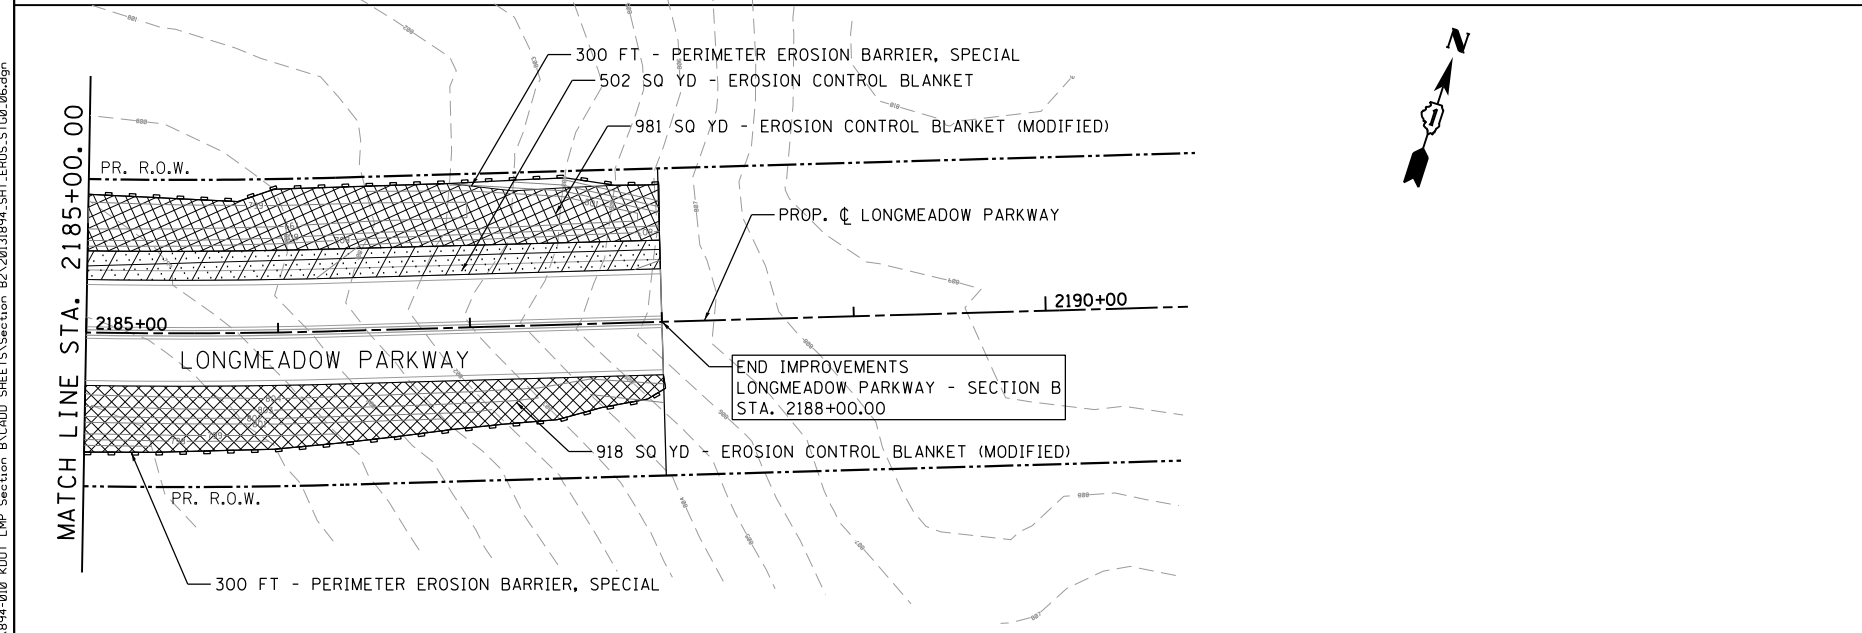 300 FT - PERIMETER EROSION BARRIER, SPECIAL
502 SQ YD - EROSION CONTROL BLANKET
981 SQ YD - EROSION CONTROL BLANKET (MODIFIED)
N
1
PR. R.O.W.
MATCH LINE STA. 2185+00.00
PROP. ℄ LONGMEADOW PARKWAY
2185+00
2190+00
LONGMEADOW PARKWAY
END IMPROVEMENTS
LONGMEADOW PARKWAY - SECTION B
STA. 2188+00.00
918 SQ YD - EROSION CONTROL BLANKET (MODIFIED)
PR. R.O.W.
300 FT - PERIMETER EROSION BARRIER, SPECIAL